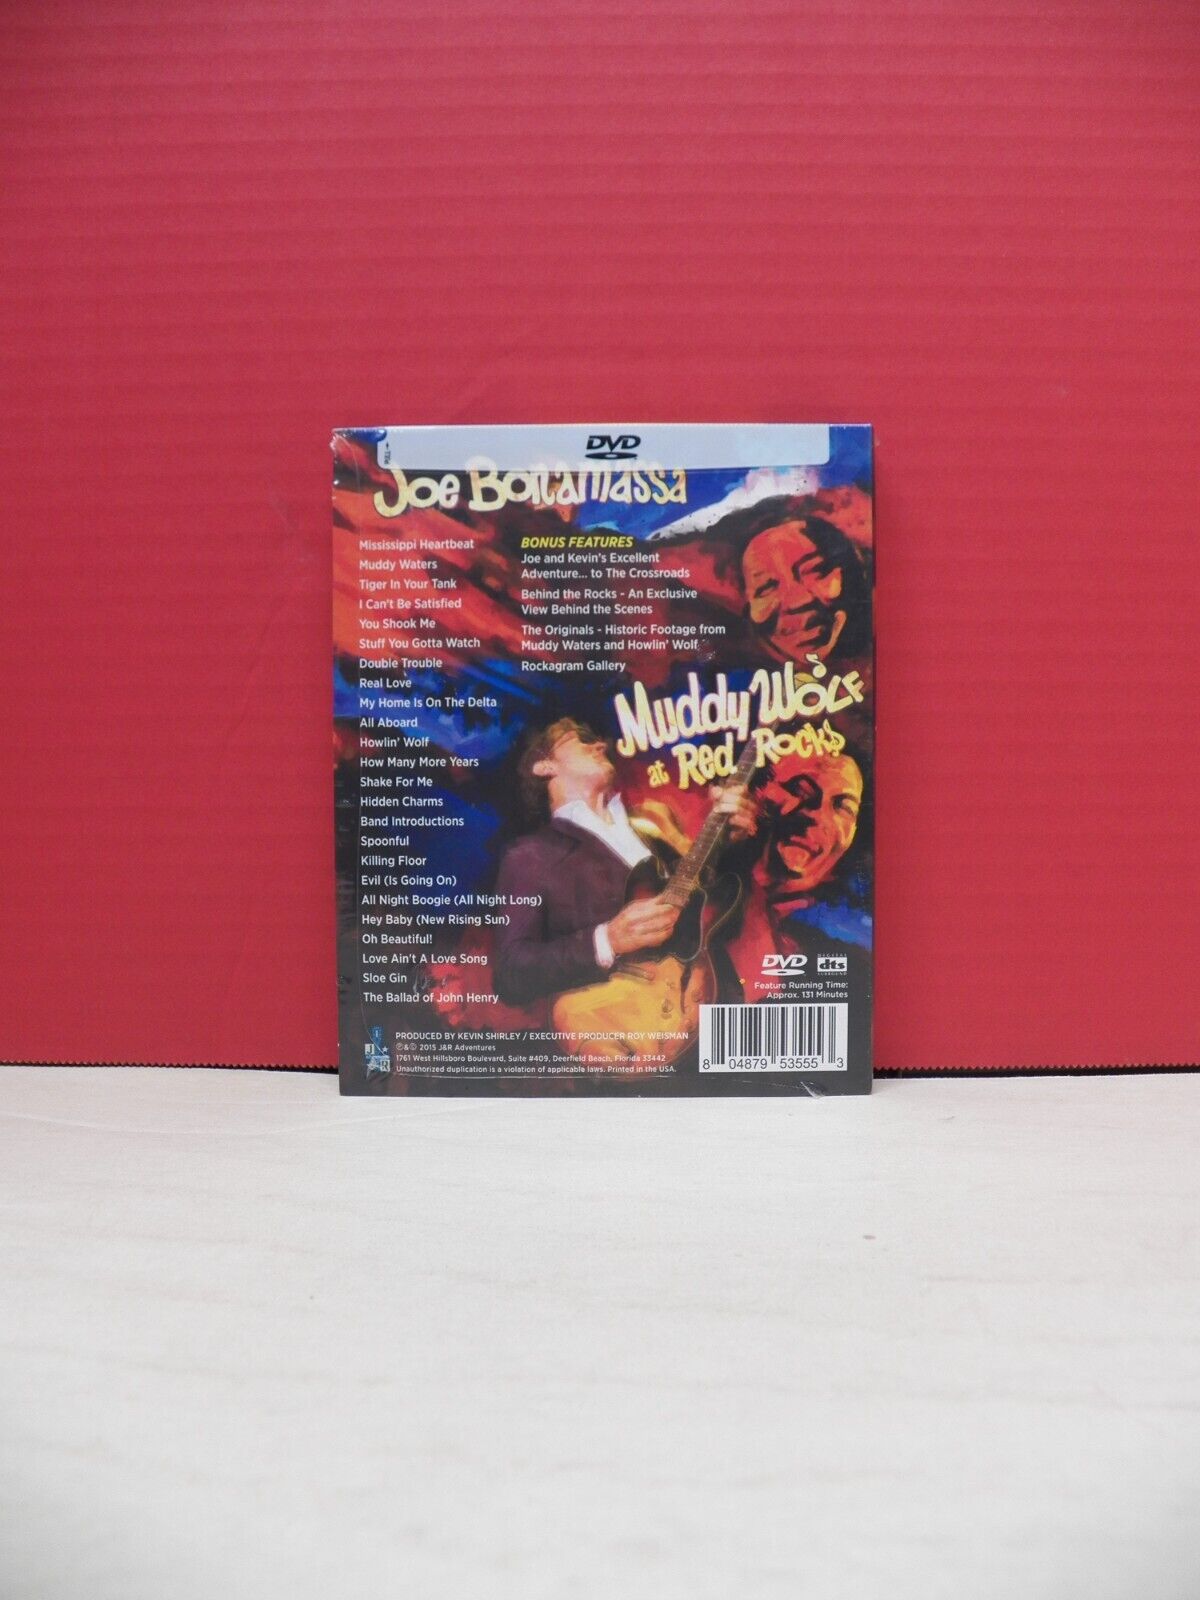 PULL
DVD
Joe Bonamassa
Mississippi Heartbeat
Muddy Waters
Tiger In Your Tank
I Can't Be Satisfied
You Shook Me
Stuff You Gotta Watch
Double Trouble
Real Love
My Home Is On The Delta
All Aboard
Howlin' Wolf
How Many More Years
Shake For Me
Hidden Charms
Band Introductions
Spoonful
Killing Floor
Evil (Is Going On)
All Night Boogie (All Night Long)
Hey Baby (New Rising Sun)
Oh Beautiful!
Love Ain't A Love Song
Sloe Gin
The Ballad of John Henry
BONUS FEATURES
Joe and Kevin's Excellent
Adventure... to The Crossroads
Behind the Rocks - An Exclusive
View Behind the Scenes
The Originals - Historic Footage from
Muddy Waters and Howlin' Wolf
Rockagram Gallery
Muddy Wolf
at Red Rocks
DVD
DIGITAL
dts
SURROUND
Feature Running Time:
Approx. 131 Minutes
J
R
PRODUCED BY KEVIN SHIRLEY / EXECUTIVE PRODUCER ROY WEISMAN
℗&© 2015 J&R Adventures
1761 West Hillsboro Boulevard, Suite #409, Deerfield Beach, Florida 33442
Unauthorized duplication is a violation of applicable laws. Printed in the USA.
8 04879 53555 3